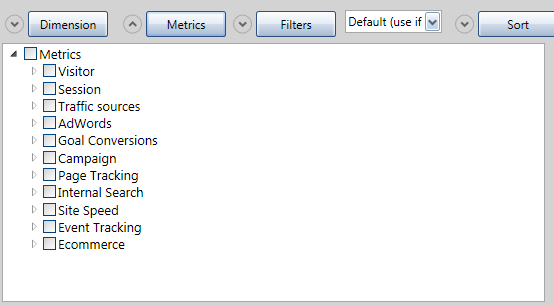 Dimension Metrics Filters Default (use if Sort
Metrics
Visitor
Session
Traffic sources
AdWords
Goal Conversions
Campaign
Page Tracking
Internal Search
Site Speed
Event Tracking
Ecommerce